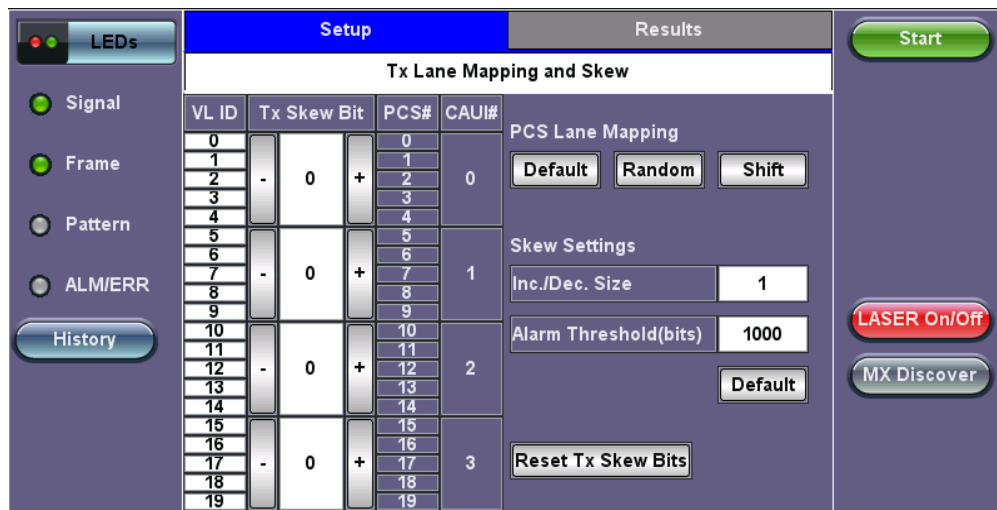 LEDs
Signal
Frame
Pattern
ALM/ERR
History
Setup Results
Tx Lane Mapping and Skew
VL ID Tx Skew Bit PCS# CAUI#
0 0
1 1
2 - 0 + 2 0
3 3
4 4
5 5
6 6
7 - 0 + 7 1
8 8
9 9
10 10
11 11
12 - 0 + 12 2
13 13
14 14
15 15
16 16
17 - 0 + 17 3
18 18
19 19
PCS Lane Mapping
Default Random Shift
Skew Settings
Inc./Dec. Size 1
Alarm Threshold(bits) 1000
Default
Reset Tx Skew Bits
Start
LASER On/Off
MX Discover